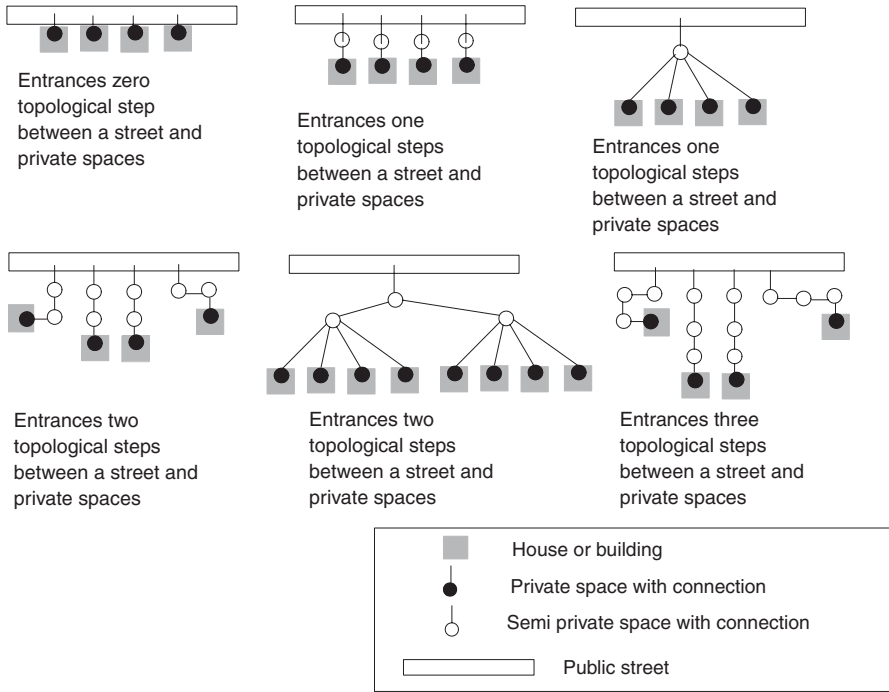 Entrances zero
topological step
between a street and
private spaces
Entrances one
topological steps
between a street and
private spaces
Entrances one
topological steps
between a street and
private spaces
Entrances two
topological steps
between a street and
private spaces
Entrances two
topological steps
between a street and
private spaces
Entrances three
topological steps
between a street and
private spaces
House or building
Private space with connection
Semi private space with connection
Public street